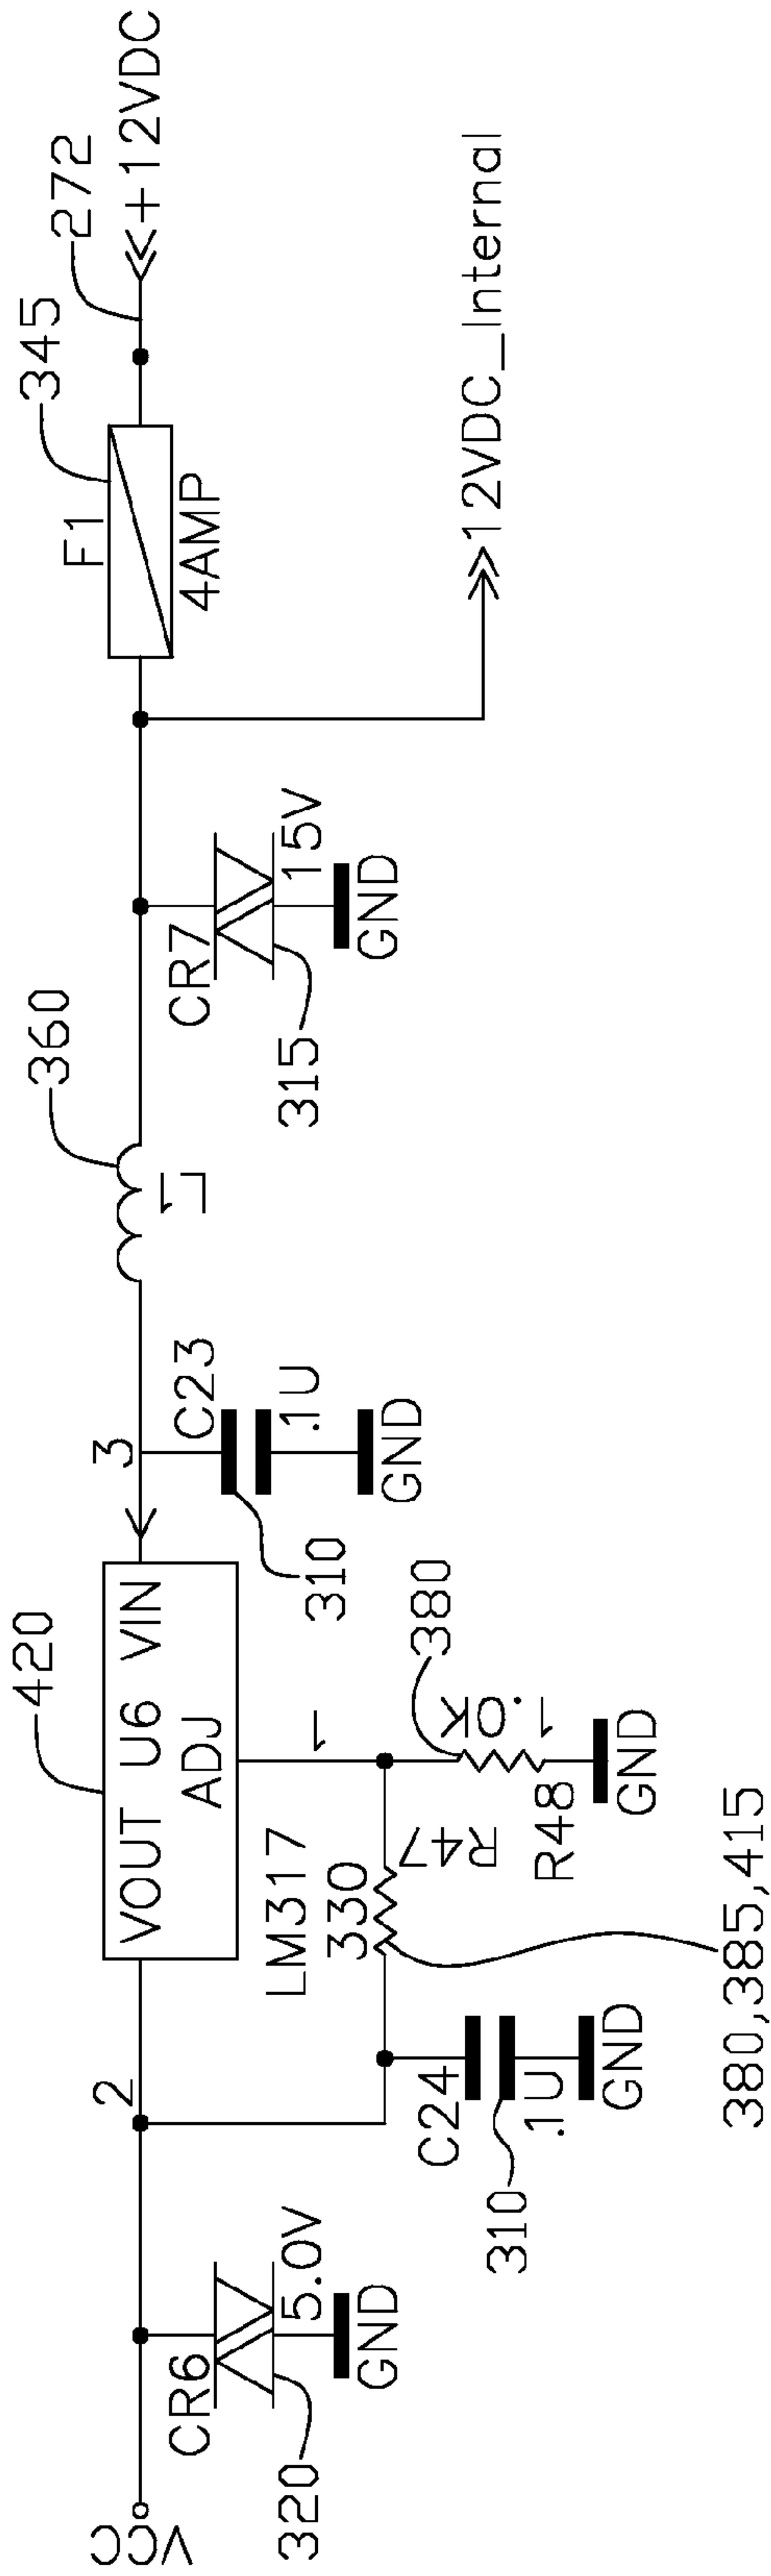 +12VDC
272
345
F1
4AMP
12VDC_Internal
CR7
15V
GND
315
360
L1
3
C23
.1U
GND
310
420
VOUT U6 VIN
ADJ
LM317
1
380
1.0K
R48
GND
330
R47
380,385,415
2
C24
.1U
GND
310
CR6
5.0V
GND
320
VCC